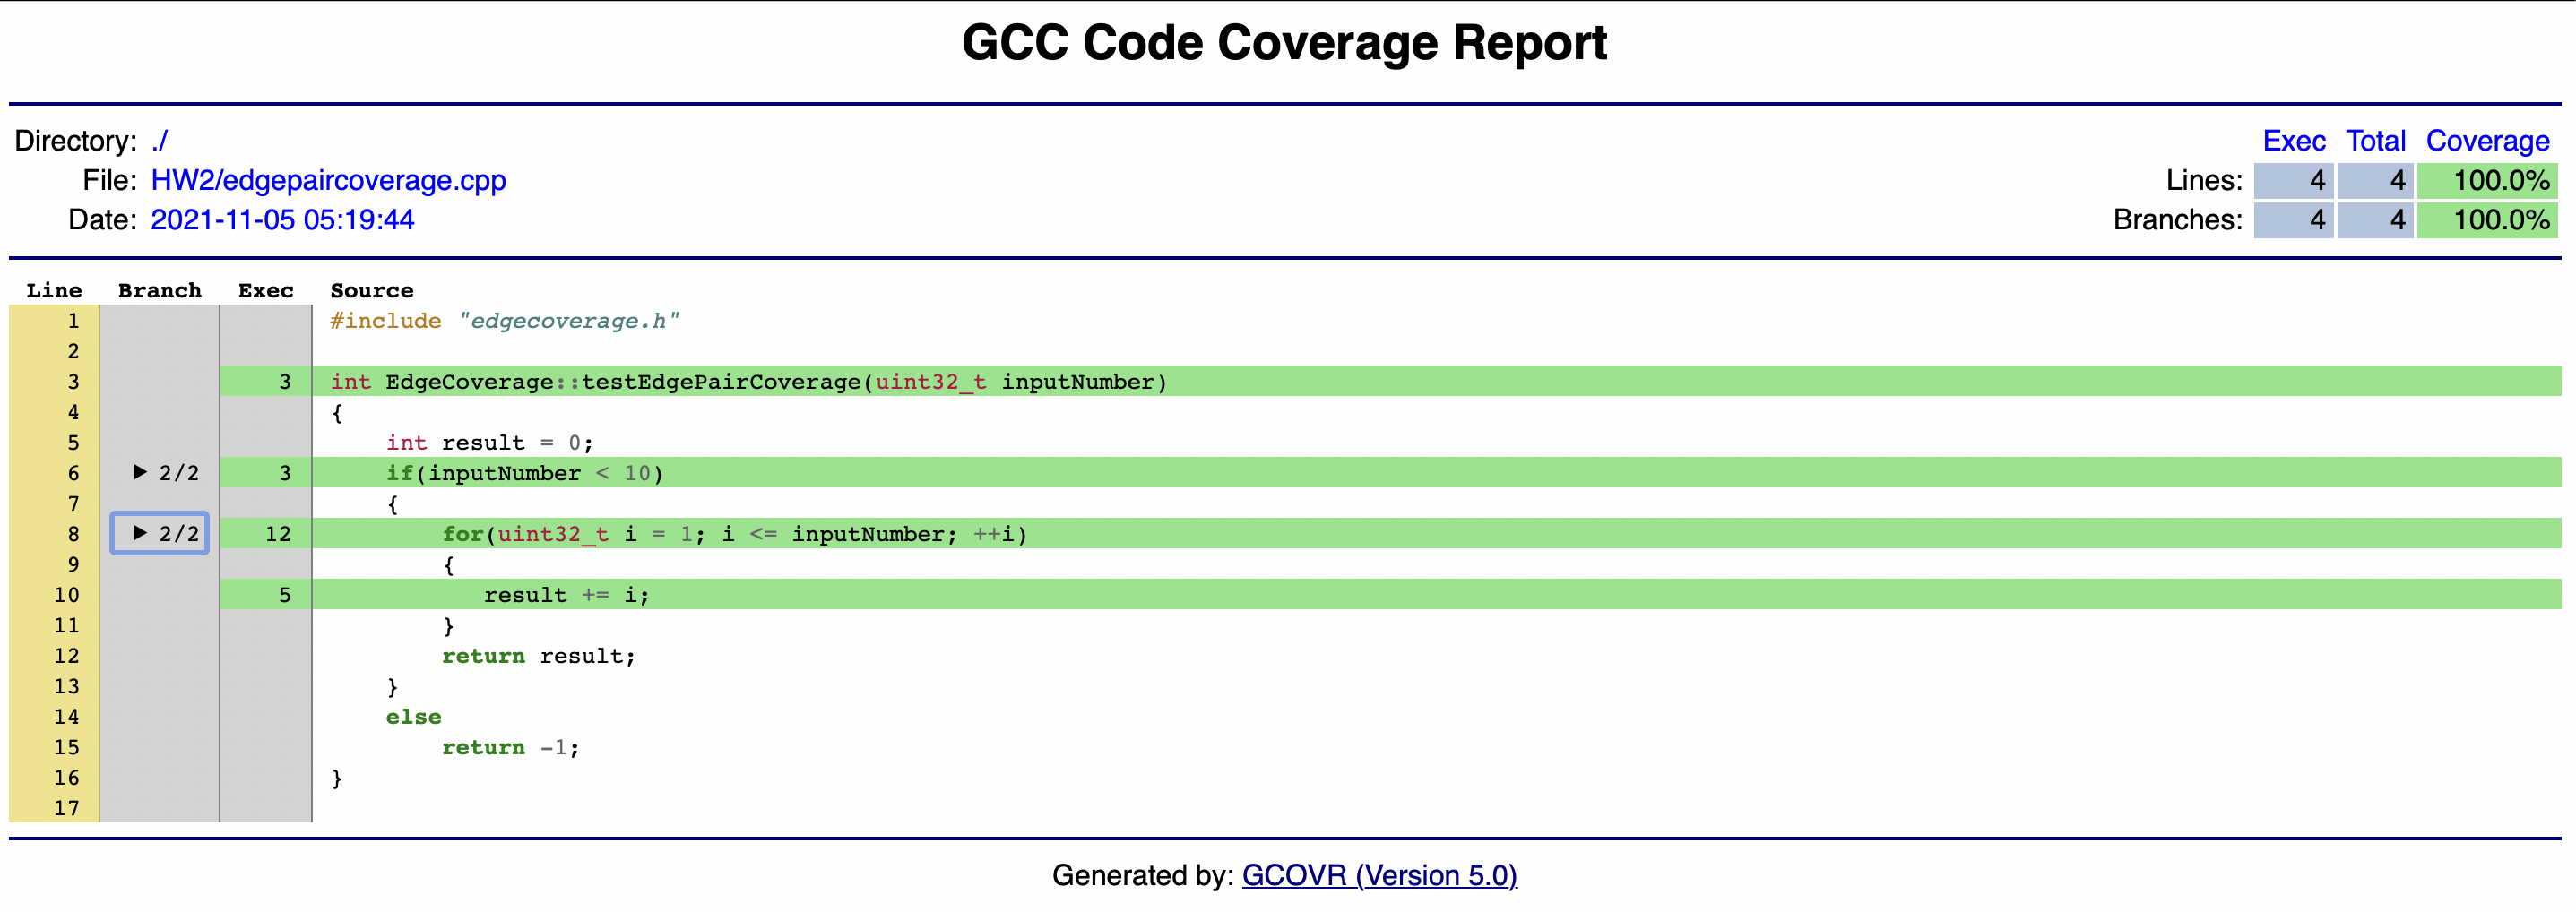 GCC Code Coverage Report
Directory: ./
File: HW2/edgepaircoverage.cpp
Date: 2021-11-05 05:19:44
Exec Total Coverage
Lines: 4 4 100.0%
Branches: 4 4 100.0%
Line Branch Exec Source
1 #include "edgecoverage.h"
2
3 3 int EdgeCoverage::testEdgePairCoverage(uint32_t inputNumber)
4 {
5 int result = 0;
6 ▶ 2/2 3 if(inputNumber < 10)
7 {
8 ▶ 2/2 12 for(uint32_t i = 1; i <= inputNumber; ++i)
9 {
10 5 result += i;
11 }
12 return result;
13 }
14 else
15 return -1;
16 }
17
Generated by: GCOVR (Version 5.0)